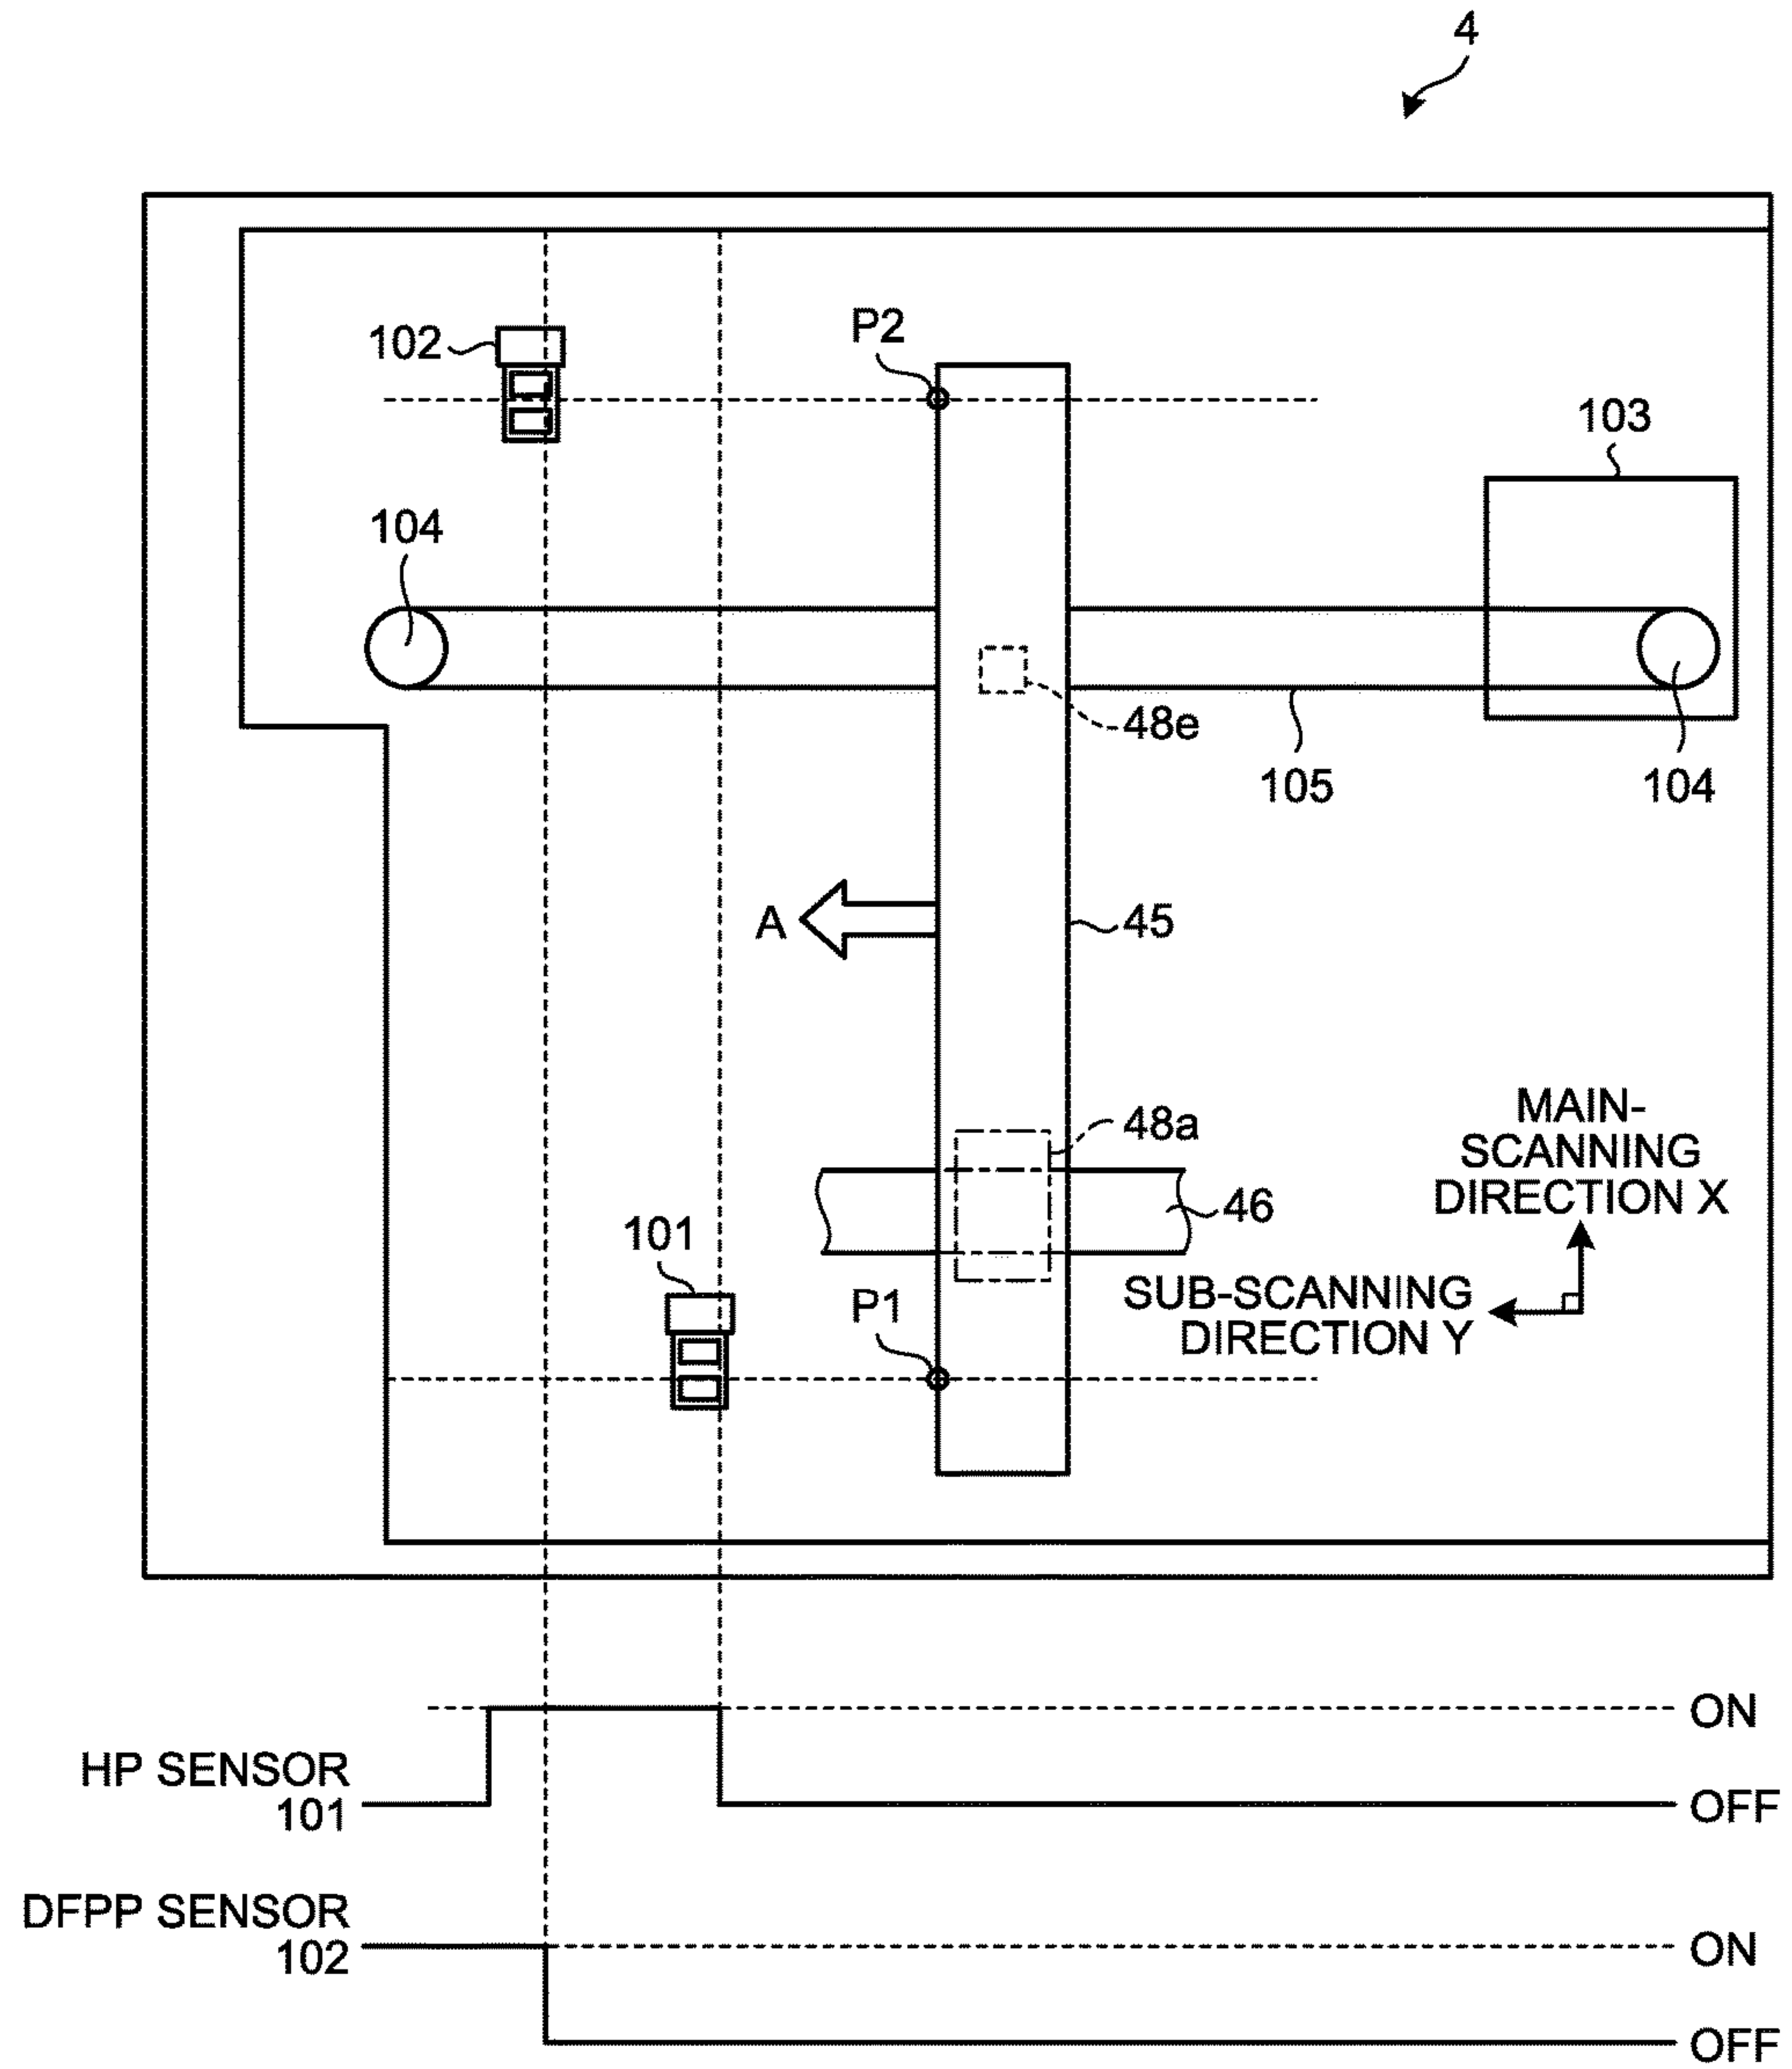 4
102
P2
103
104
48e
105
104
A
45
MAIN-
SCANNING
DIRECTION X
48a
46
101
P1
SUB-SCANNING
DIRECTION Y
ON
HP SENSOR
101
OFF
DFPP SENSOR
102
ON
OFF